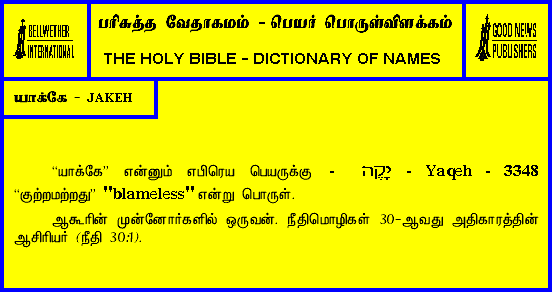 BELLWETHER
INTERNATIONAL
பரிசுத்த வேதாகமம் - பெயர் பொருள்விளக்கம்
THE HOLY BIBLE - DICTIONARY OF NAMES
GOOD NEWS
PUBLISHERS
யாக்கே - JAKEH
“யாக்கே” என்னும் எபிரெய பெயருக்கு - יָקֶה - Yaqeh - 3348
“குற்றமற்றது” "blameless" என்று பொருள்.
ஆகூரின் முன்னோர்களில் ஒருவன். நீதிமொழிகள் 30-ஆவது அதிகாரத்தின்
ஆசிரியர் (நீதி 30:1).